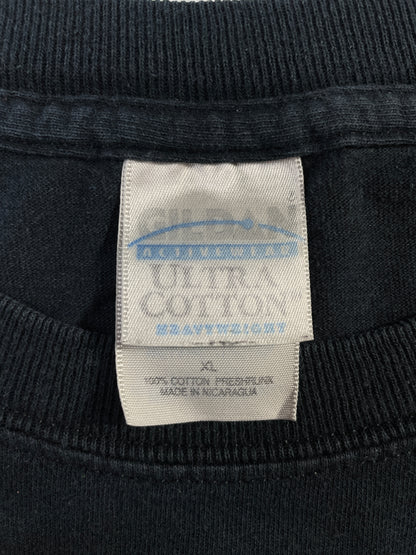 GILDAN
ACTIVEWEAR
ULTRA
COTTON
HEAVYWEIGHT
XL
100% COTTON PRESHRUNK
MADE IN NICARAGUA